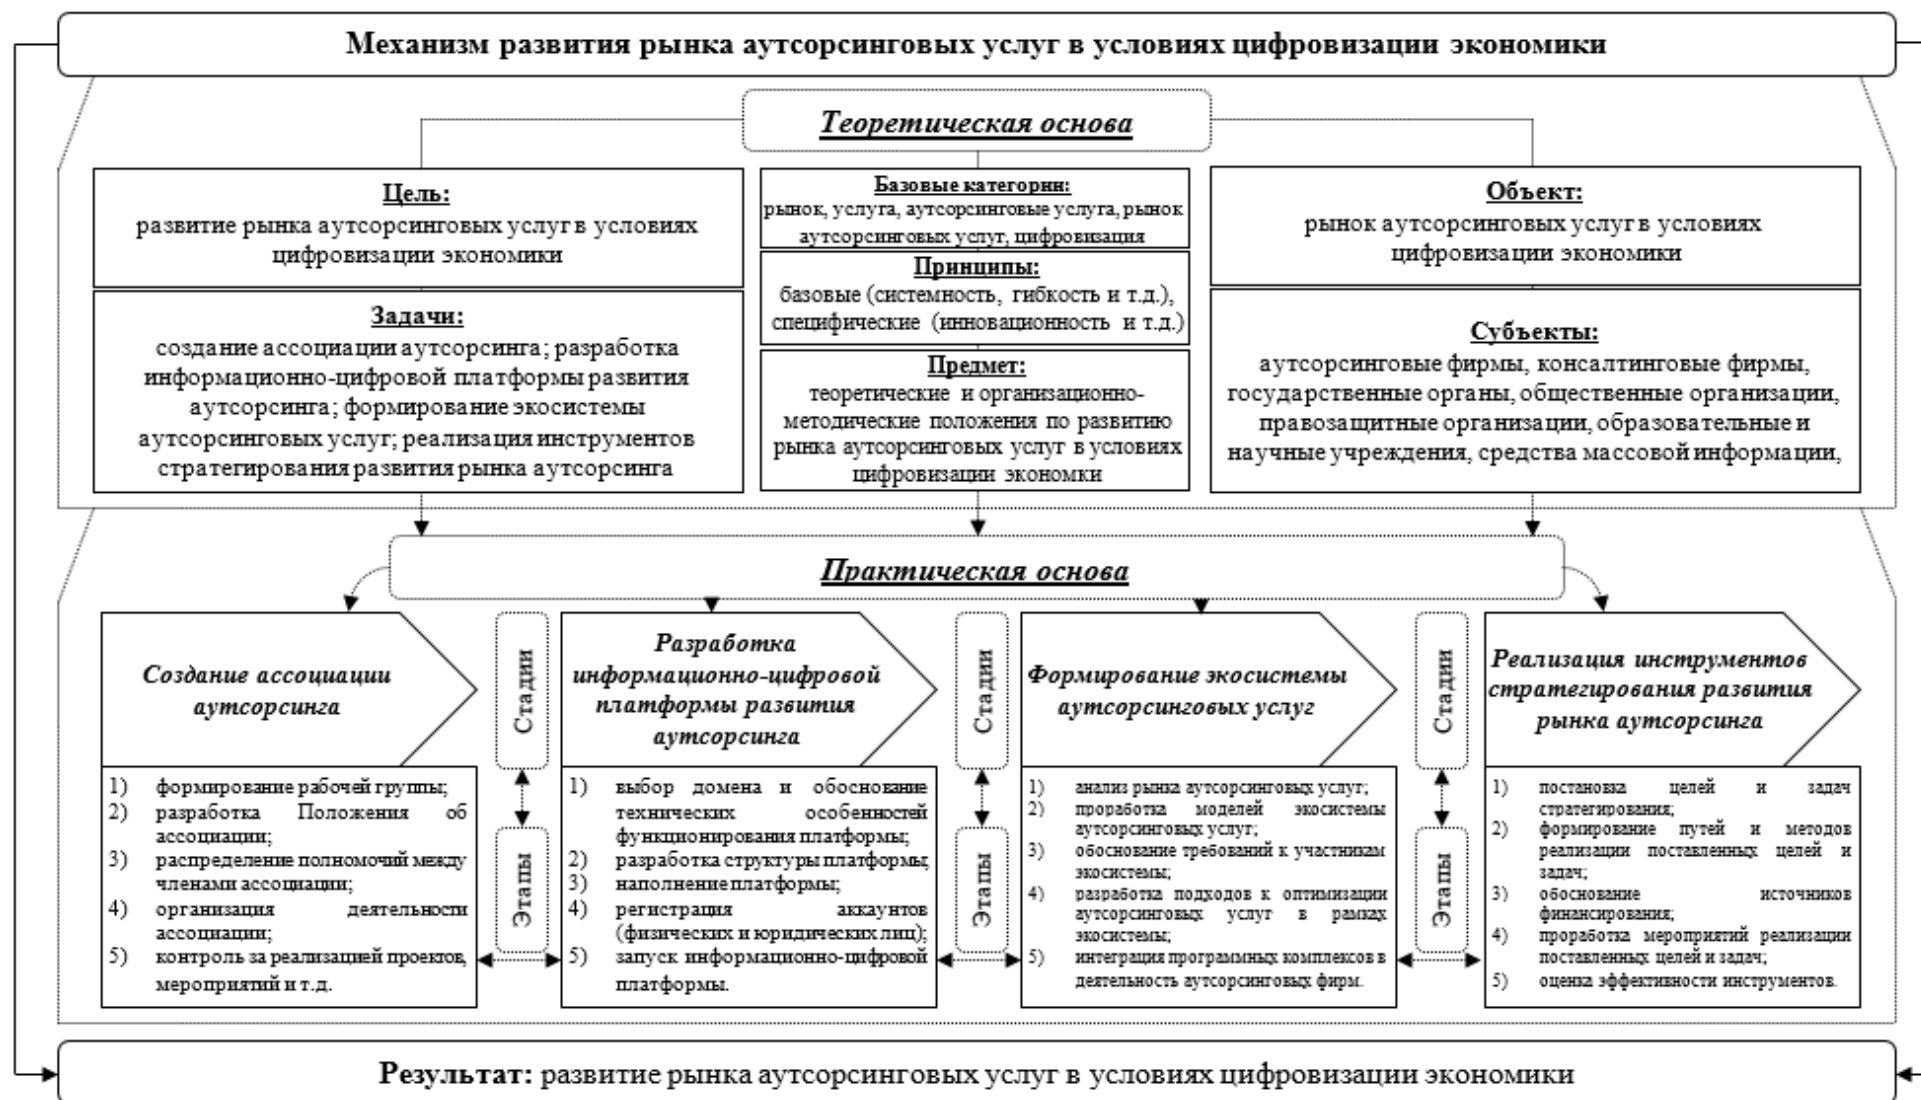 Механизм развития рынка аутсорсинговых услуг в условиях цифровизации экономики
Теоретическая основа
Цель:
развитие рынка аутсорсинговых услуг в условиях
цифровизации экономики
Задачи:
создание ассоциации аутсорсинга; разработка
информационно-цифровой платформы развития
аутсорсинга; формирование экосистемы
аутсорсинговых услуг; реализация инструментов
стратегирования развития рынка аутсорсинга
Базовые категории:
рынок, услуга, аутсорсинговые услуга, рынок
аутсорсинговых услуг, цифровизация
Принципы:
базовые (системность, гибкость и т.д.),
специфические (инновационность и т.д.)
Предмет:
теоретические и организационно-
методические положения по развитию
рынка аутсорсинговых услуг в условиях
цифровизации экономки
Объект:
рынок аутсорсинговых услуг в условиях
цифровизации экономики
Субъекты:
аутсорсинговые фирмы, консалтинговые фирмы,
государственные органы, общественные организации,
правозащитные организации, образовательные и
научные учреждения, средства массовой информации,
Практическая основа
Создание ассоциации
аутсорсинга
1) формирование рабочей группы;
2) разработка Положения об
ассоциации;
3) распределение полномочий между
членами ассоциации;
4) организация деятельности
ассоциации;
5) контроль за реализацией проектов,
мероприятий и т.д.
Стадии
Этапы
Разработка
информационно-цифровой
платформы развития
аутсорсинга
1) выбор домена и обоснование
технических особенностей
функционирования платформы;
2) разработка структуры платформы;
3) наполнение платформы;
4) регистрация аккаунтов
(физических и юридических лиц);
5) запуск информационно-цифровой
платформы.
Стадии
Этапы
Формирование экосистемы
аутсорсинговых услуг
1) анализ рынка аутсорсинговых услуг;
2) проработка моделей экосистемы
аутсорсинговых услуг;
3) обоснование требований к участникам
экосистемы;
4) разработка подходов к оптимизации
аутсорсинговых услуг в рамках
экосистемы;
5) интеграция программных комплексов в
деятельность аутсорсинговых фирм.
Стадии
Этапы
Реализация инструментов
стратегирования развития
рынка аутсорсинга
1) постановка целей и задач
стратегирования;
2) формирование путей и методов
реализации поставленных целей и
задач;
3) обоснование источников
финансирования;
4) проработка мероприятий реализации
поставленных целей и задач;
5) оценка эффективности инструментов.
Результат: развитие рынка аутсорсинговых услуг в условиях цифровизации экономики